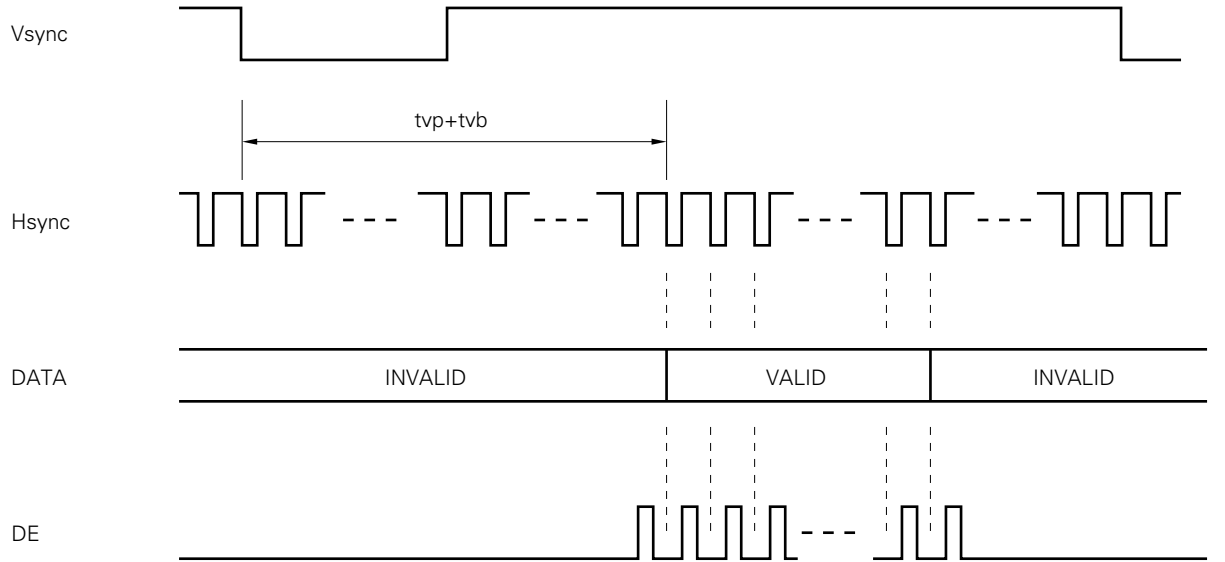 Vsync
tvp+tvb
Hsync
DATA
INVALID
VALID
INVALID
DE